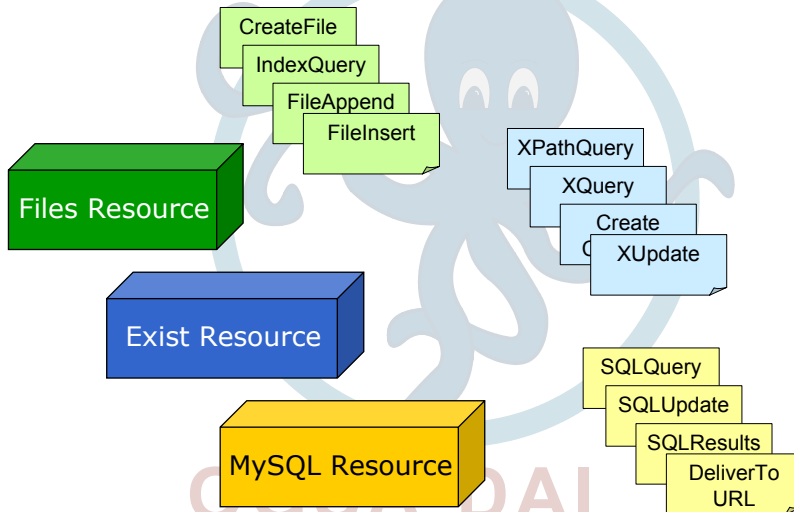 CreateFile
IndexQuery
FileAppend
FileInsert
XPathQuery
XQuery
Create
XUpdate
Files Resource
Exist Resource
MySQL Resource
SQLQuery
SQLUpdate
SQLResults
DeliverTo
URL
DAI